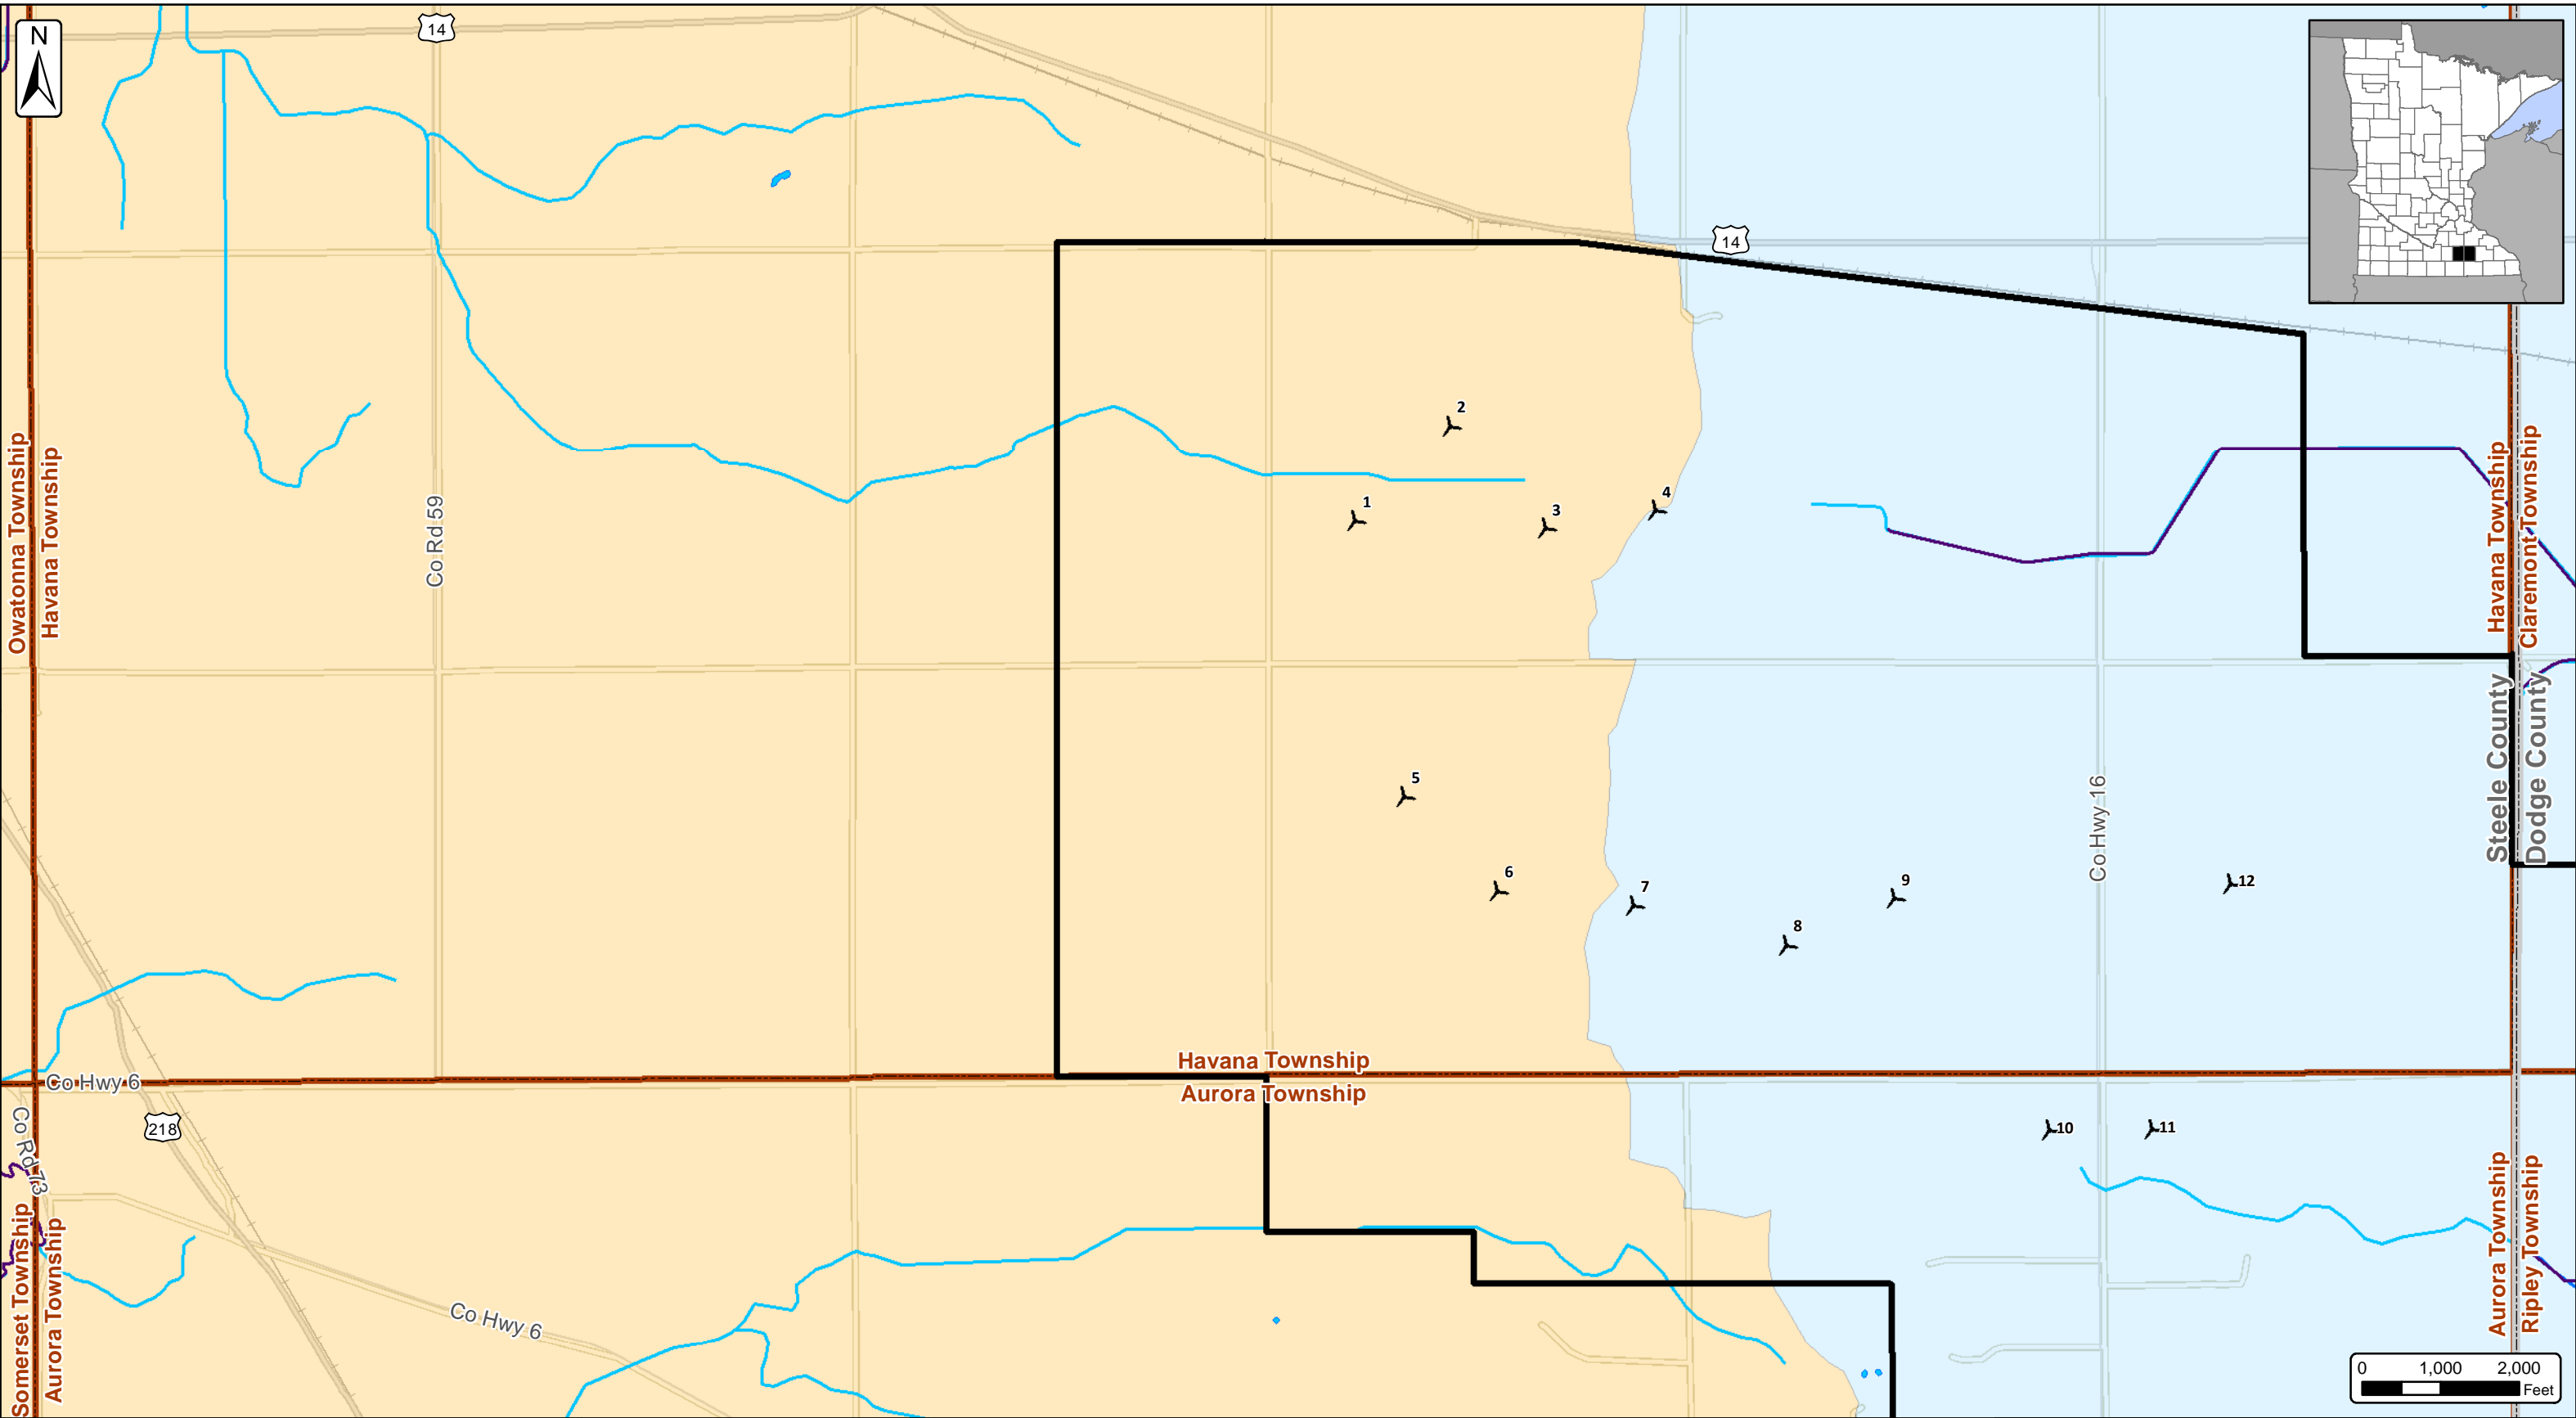 N
14
14
Owatonna Township
Havana Township
Co Rd 59
Havana Township
Claremont Township
2
1
3
4
5
6
7
8
9
12
Co Hwy 16
Steele County
Dodge County
Havana Township
Aurora Township
Co Hwy 6
Co Rd 73
218
10
11
Somerset Township
Aurora Township
Co Hwy 6
Aurora Township
Ripley Township
0 1,000 2,000
Feet